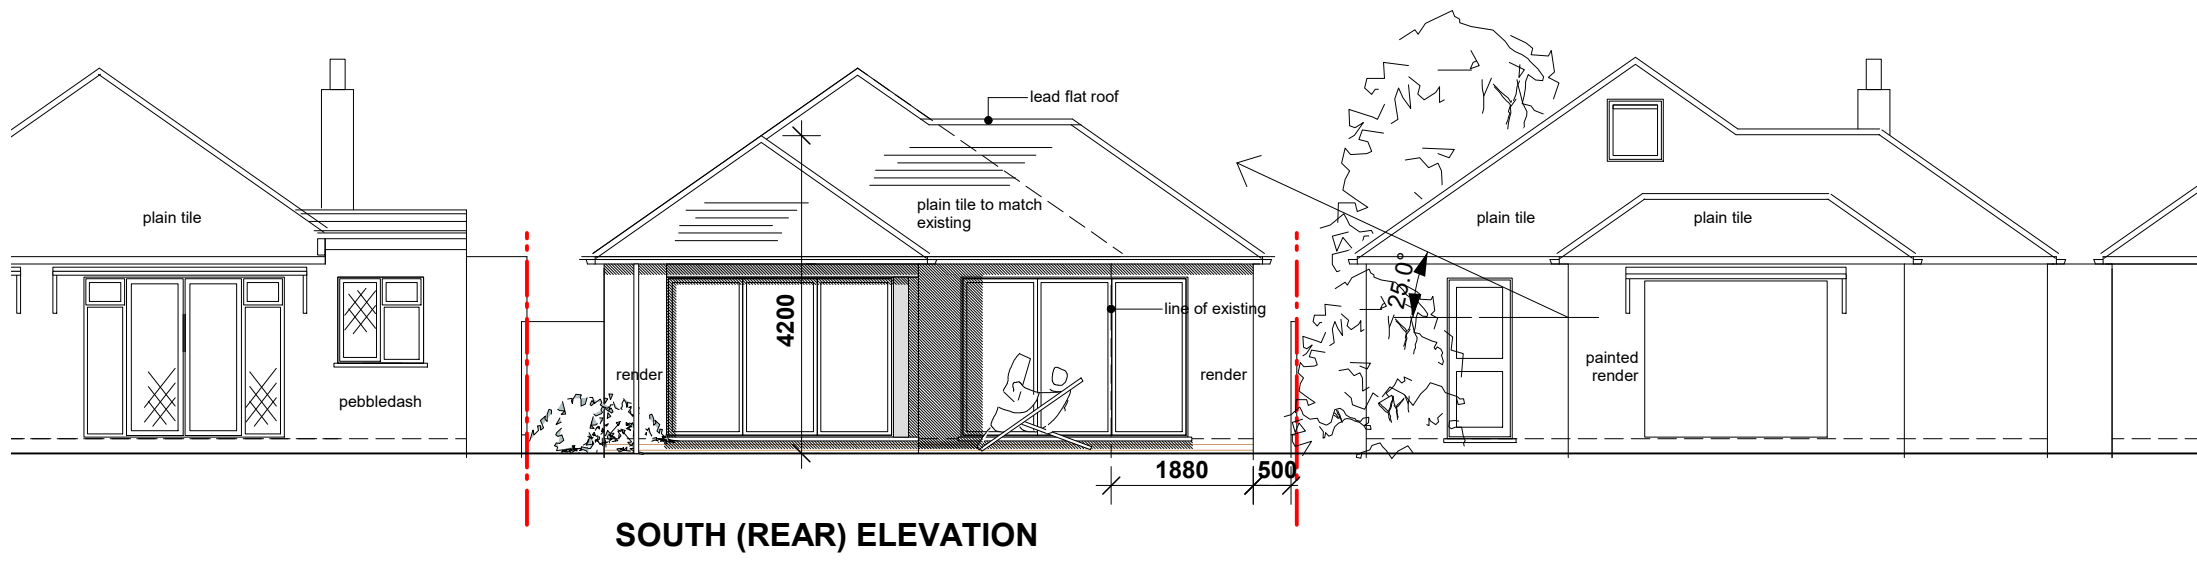 lead flat roof
plain tile
plain tile to match
existing
plain tile
plain tile
25.0°
4200
line of existing
render
render
painted
render
pebbledash
1880
500
SOUTH (REAR) ELEVATION